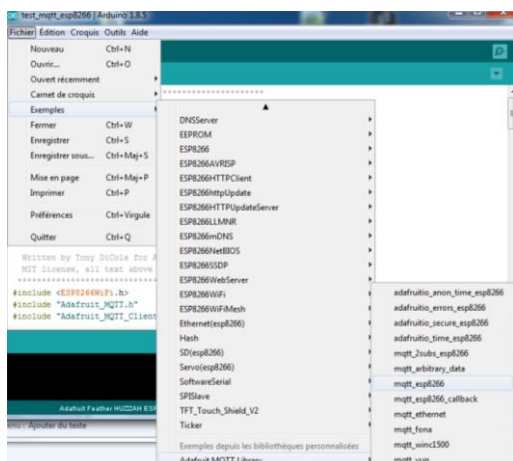 test_mqtt_esp8266 | Arduino 1.8.5
Fichier Édition Croquis Outils Aide
Nouveau Ctrl+N
Ouvrir... Ctrl+O
Ouvert récemment
Carnet de croquis
Exemples
Fermer Ctrl+W
Enregistrer Ctrl+S
Enregistrer sous... Ctrl+Maj+S
Mise en page Ctrl+Maj+P
Imprimer Ctrl+P
Préférences Ctrl+Virgule
Quitter Ctrl+Q
Written by Tony DiCola for A
MIT license, all text above
#include <ESP8266WiFi.h>
#include "Adafruit_MQTT.h"
#include "Adafruit_MQTT_Client
Adafruit Feather HUZZAH ESP
enu : Ajouter du texte
DNSServer
EEPROM
ESP8266
ESP8266AVRISP
ESP8266HTTPClient
ESP8266httpUpdate
ESP8266HTTPUpdateServer
ESP8266LLMNR
ESP8266mDNS
ESP8266NetBIOS
ESP8266SSDP
ESP8266WebServer
ESP8266WiFi
ESP8266WiFiMesh
Ethernet(esp8266)
Hash
SD(esp8266)
Servo(esp8266)
SoftwareSerial
SPISlave
TFT_Touch_Shield_V2
Ticker
Exemples depuis les bibliothèques personnalisées
Adafruit MQTT Library
adafruitio_anon_time_esp8266
adafruitio_errors_esp8266
adafruitio_secure_esp8266
adafruitio_time_esp8266
mqtt_2subs_esp8266
mqtt_arbitrary_data
mqtt_esp8266
mqtt_esp8266_callback
mqtt_ethernet
mqtt_fona
mqtt_winc1500
mqtt_yun